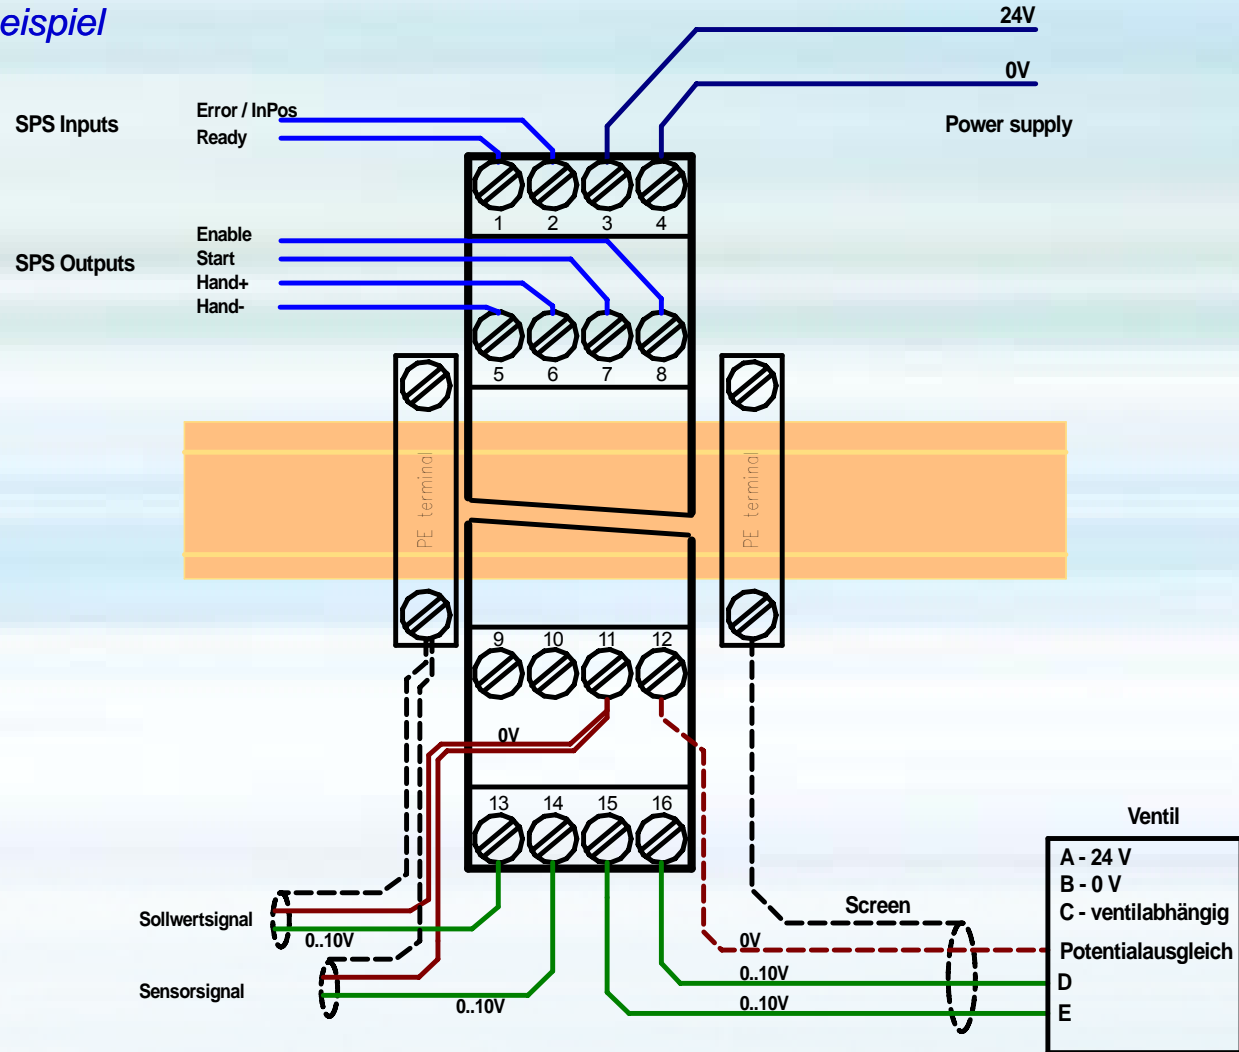 eispiel
24V
0V
Power supply
SPS Inputs
Error / InPos
Ready
1 2 3 4
SPS Outputs
Enable
Start
Hand+
Hand-
5 6 7 8
PE terminal
PE terminal
9 10 11 12
0V
13 14 15 16
Sollwertsignal
0..10V
Sensorsignal
0..10V
Screen
0V
0..10V
0..10V
Ventil
A - 24 V
B - 0 V
C - ventilabhängig
Potentialausgleich
D
E